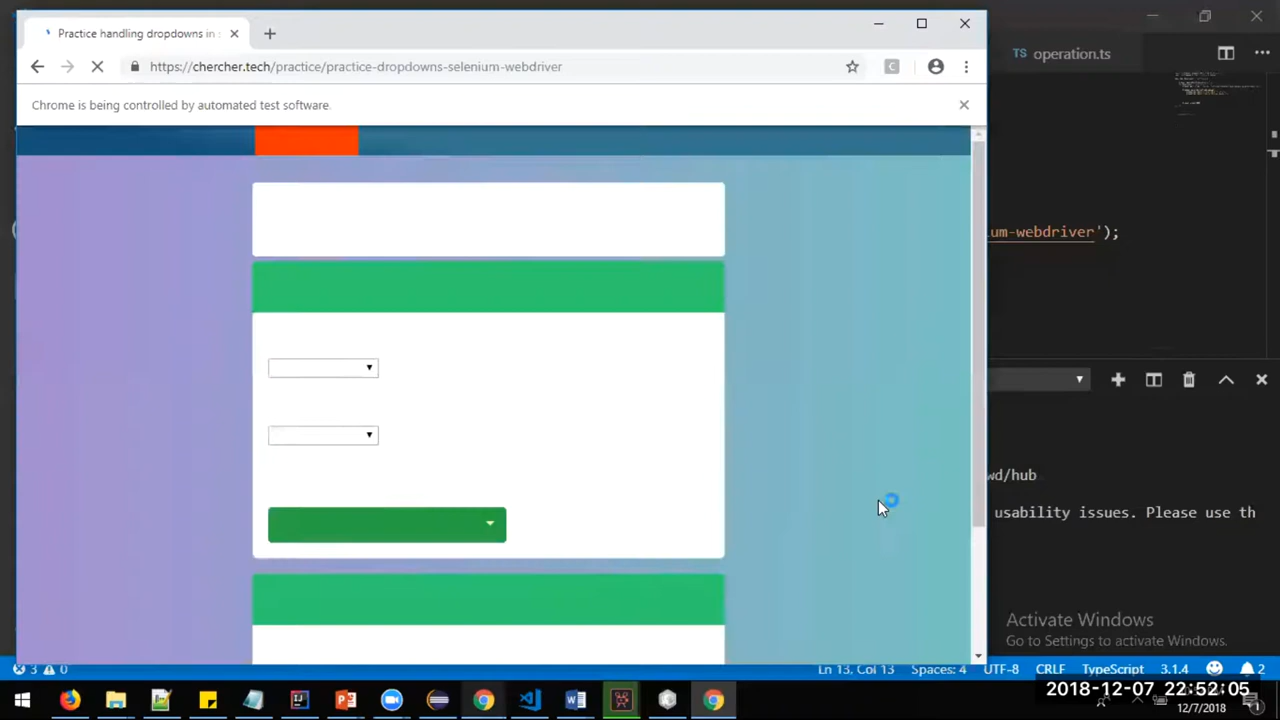 Practice handling dropdowns in
operation.ts
https://chercher.tech/practice/practice-dropdowns-selenium-webdriver
Chrome is being controlled by automated test software.
um-webdriver');
wd/hub
usability issues. Please use th
Activate Windows
Go to Settings to activate Windows.
3 0 Ln 13, Col 13 Spaces: 4 UTF-8 CRLF TypeScript 3.1.4 2
2018-12-07 22:52:05
12/7/2018